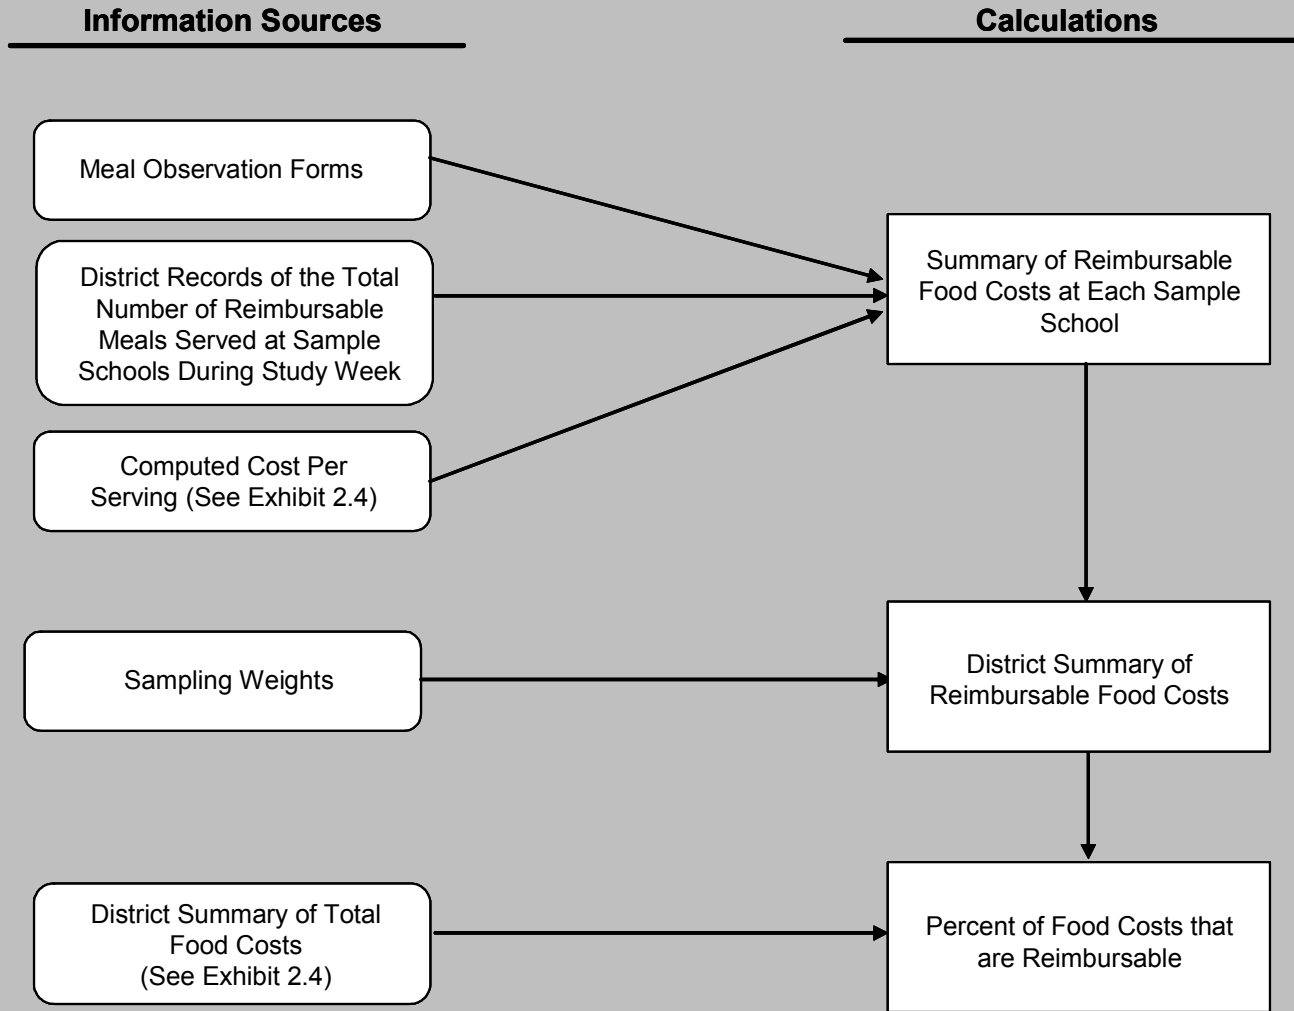 Information Sources
Calculations
Meal Observation Forms
District Records of the Total
Number of Reimbursable
Meals Served at Sample
Schools During Study Week
Computed Cost Per
Serving (See Exhibit 2.4)
Summary of Reimbursable
Food Costs at Each Sample
School
Sampling Weights
District Summary of
Reimbursable Food Costs
District Summary of Total
Food Costs
(See Exhibit 2.4)
Percent of Food Costs that
are Reimbursable